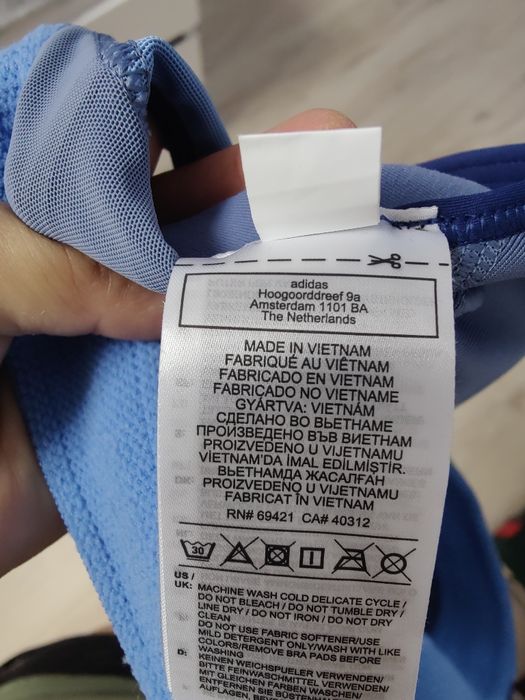 adidas
Hoogoorddreef 9a
Amsterdam 1101 BA
The Netherlands
MADE IN VIETNAM
FABRIQUÉ AU VIÊTNAM
FABRICADO EN VIETNAM
FABRICADO NO VIETNAME
GYÁRTVA: VIETNÁM
СДЕЛАНО ВО ВЬЕТНАМЕ
ПРОИЗВЕДЕНО ВЪВ ВИЕТНАМ
PROIZVEDENO U VIJETNAMU
VİETNAM'DA İMAL EDİLMİŞTİR.
ВЬЕТНАМДА ЖАСАЛҒАН
PROIZVEDENO U VIJETNAMU
FABRICAT ÎN VIETNAM
RN# 69421 CA# 40312
30
US /
UK: MACHINE WASH COLD DELICATE CYCLE /
DO NOT BLEACH / DO NOT TUMBLE DRY /
LINE DRY / DO NOT IRON / DO NOT DRY
CLEAN
DO NOT USE FABRIC SOFTENER/USE
MILD DETERGENT ONLY/WASH WITH LIKE
COLORS/REMOVE BRA PADS BEFORE
WASHING
D: KEINEN WEICHSPUELER VERWENDEN/
BITTE FEINWASCHMITTEL VERWENDEN/
MIT GLEICHEN FARBEN WASCHEN/